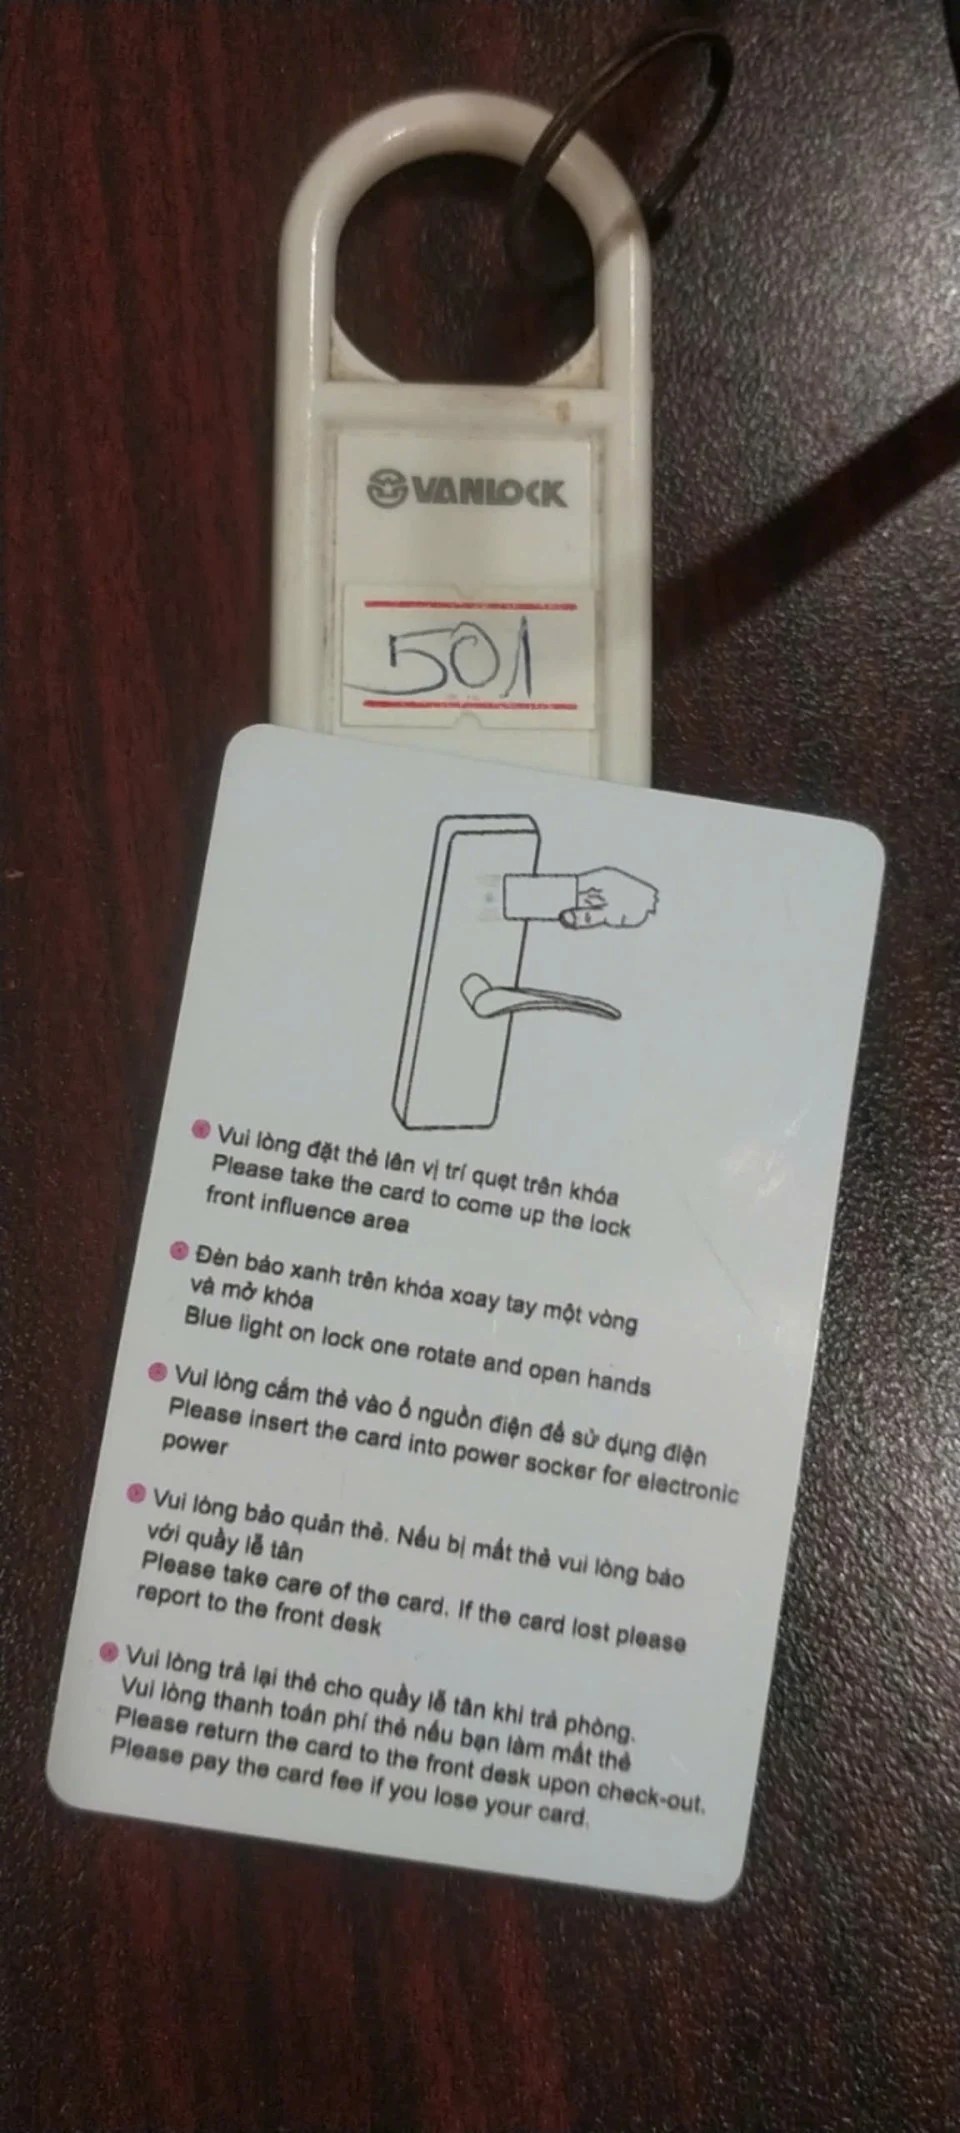 VANLOCK
501
Vui lòng đặt thẻ lên vị trí quẹt trên khóa
Please take the card to come up the lock
front influence area
Đèn báo xanh trên khóa xoay tay một vòng
và mở khóa
Blue light on lock one rotate and open hands
Vui lòng cắm thẻ vào ổ nguồn điện để sử dụng điện
Please insert the card into power socker for electronic
power
Vui lòng bảo quản thẻ. Nếu bị mất thẻ vui lòng báo
với quầy lễ tân
Please take care of the card. If the card lost please
report to the front desk
Vui lòng trả lại thẻ cho quầy lễ tân khi trả phòng.
Vui lòng thanh toán phí thẻ nếu bạn làm mất thẻ
Please return the card to the front desk upon check-out.
Please pay the card fee if you lose your card.